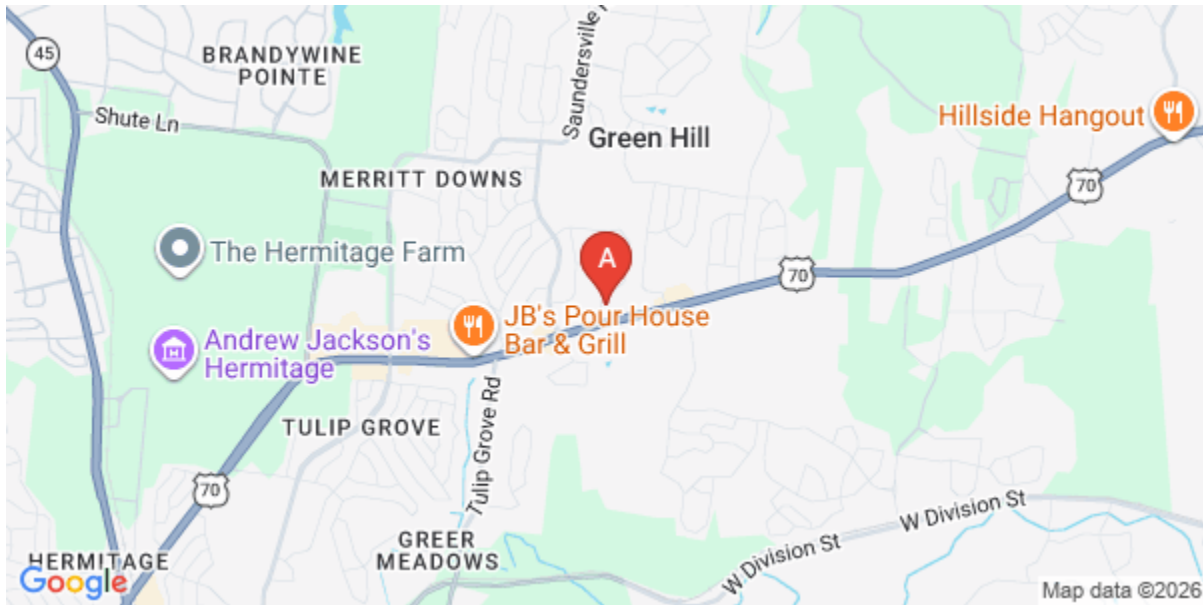 45
BRANDYWINE
POINTE
Shute Ln
Saundersville
Green Hill
Hillside Hangout
MERRITT DOWNS
70
The Hermitage Farm
A
70
JB's Pour House
Bar & Grill
Andrew Jackson's
Hermitage
TULIP GROVE
Tulip Grove Rd
70
W Division St
GREER
MEADOWS
W Division St
HERMITAGE
Google
Map data ©2026